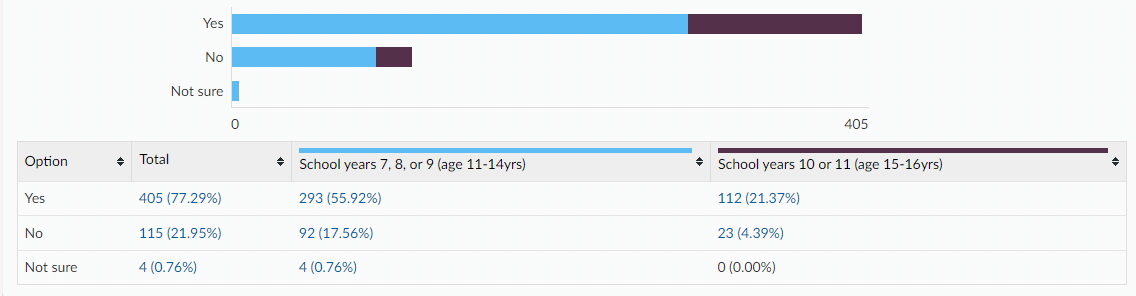 Yes
No
Not sure
0 405
Option Total School years 7, 8, or 9 (age 11-14yrs) School years 10 or 11 (age 15-16yrs)
Yes 405 (77.29%) 293 (55.92%) 112 (21.37%)
No 115 (21.95%) 92 (17.56%) 23 (4.39%)
Not sure 4 (0.76%) 4 (0.76%) 0 (0.00%)